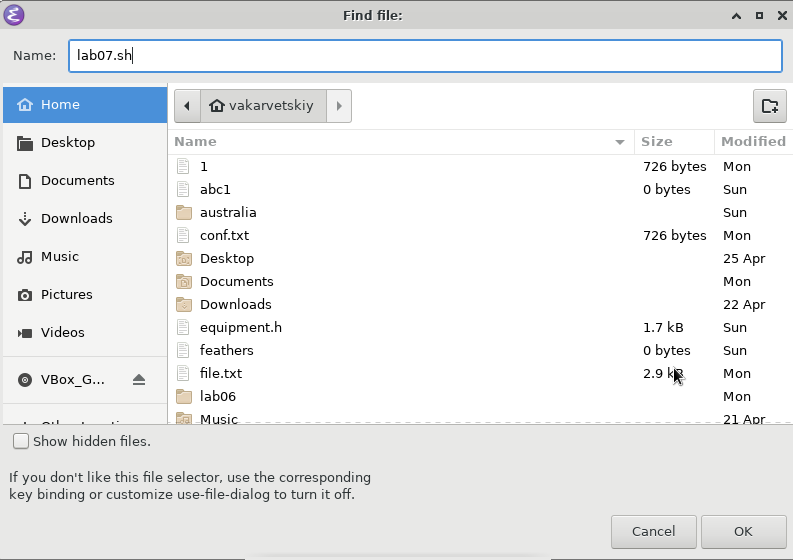 Find file:
Name: lab07.sh
Home
Desktop
Documents
Downloads
Music
Pictures
Videos
VBox_G...
vakarvetskiy
Name Size Modified
1 726 bytes Mon
abc1 0 bytes Sun
australia Sun
conf.txt 726 bytes Mon
Desktop 25 Apr
Documents Mon
Downloads 22 Apr
equipment.h 1.7 kB Sun
feathers 0 bytes Sun
file.txt 2.9 kB Mon
lab06 Mon
Music 21 Apr
Show hidden files.
If you don't like this file selector, use the corresponding
key binding or customize use-file-dialog to turn it off.
Cancel OK